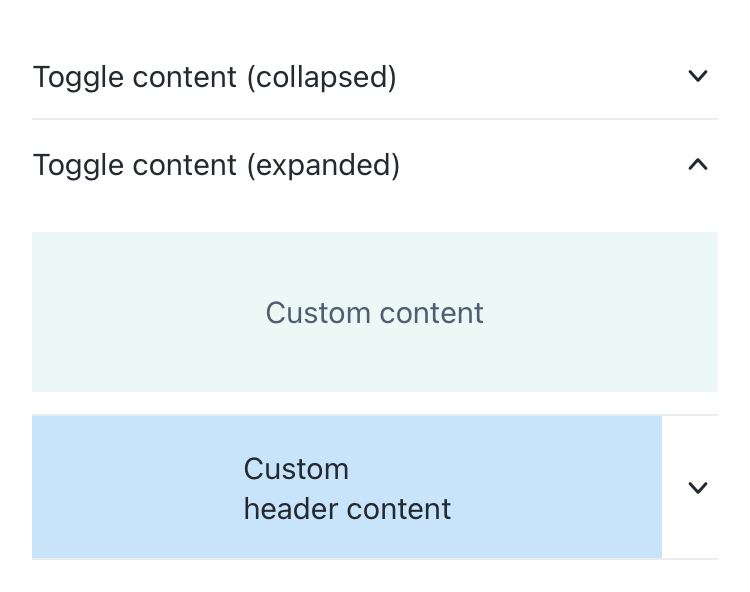 Toggle content (collapsed)
Toggle content (expanded)
Custom content
Custom
header content